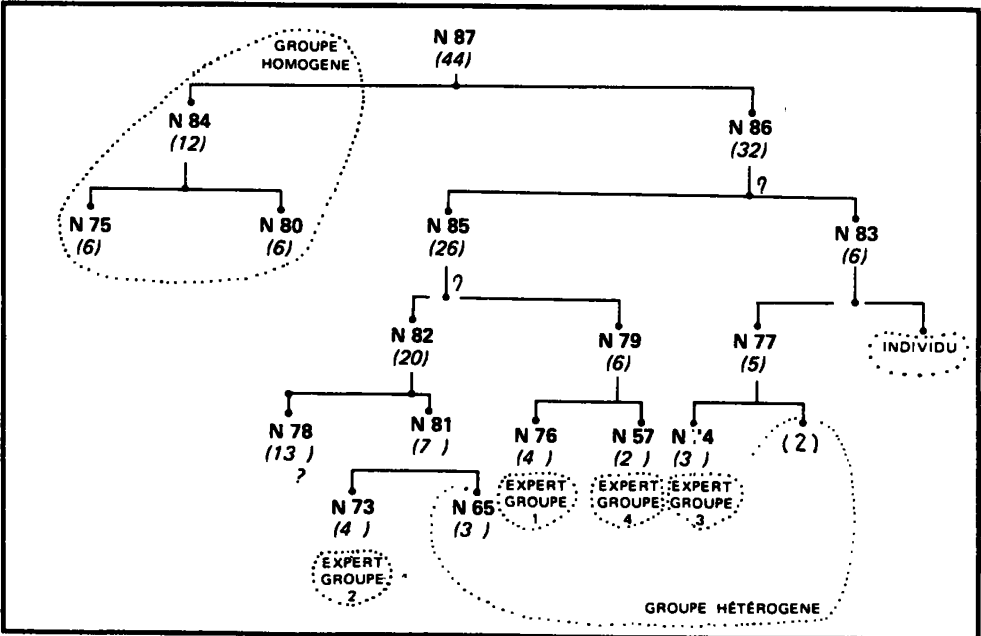 GROUPE
HOMOGENE
N 87
(44)
N 84
(12)
N 86
(32)
?
N 75
(6)
N 80
(6)
N 85
(26)
N 83
(6)
?
N 82
(20)
N 79
(6)
N 77
(5)
INDIVIDU
N 78
(13 )
?
N 81
(7 )
N 76
(4 )
N 57
(2 )
N 4
(3 )
(2)
EXPERT
GROUPE
1
EXPERT
GROUPE
4
EXPERT
GROUPE
3
N 73
(4 )
N 65
(3 )
EXPERT
GROUPE
2
GROUPE HÉTÉROGENE